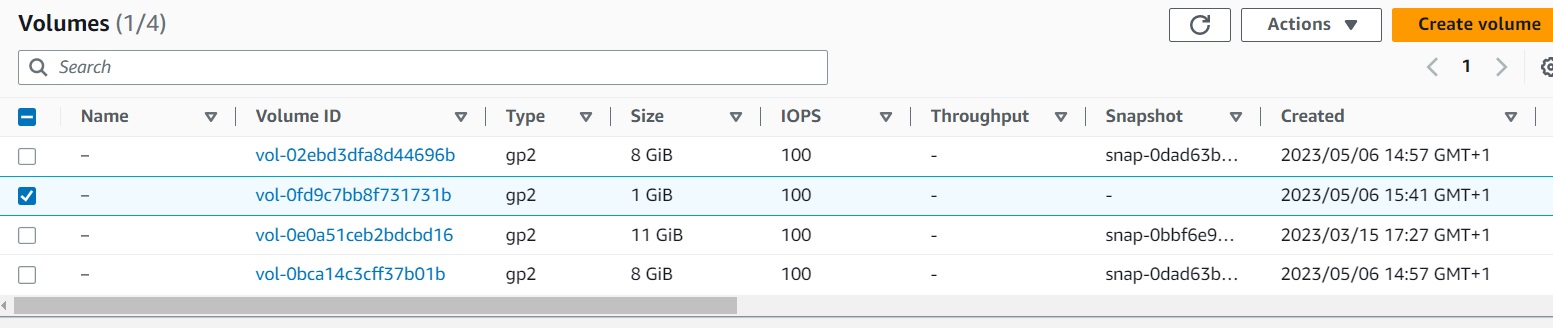 Volumes (1/4)
Actions
Create volume
Search
1
Name Volume ID Type Size IOPS Throughput Snapshot Created
– vol-02ebd3dfa8d44696b gp2 8 GiB 100 - snap-0dad63b... 2023/05/06 14:57 GMT+1
– vol-0fd9c7bb8f731731b gp2 1 GiB 100 - - 2023/05/06 15:41 GMT+1
– vol-0e0a51ceb2bdcbd16 gp2 11 GiB 100 - snap-0bbf6e9... 2023/03/15 17:27 GMT+1
– vol-0bca14c3cff37b01b gp2 8 GiB 100 - snap-0dad63b... 2023/05/06 14:57 GMT+1